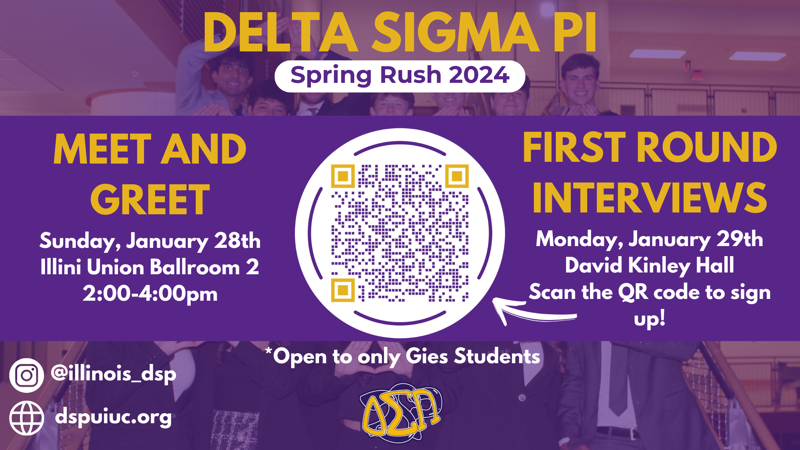 DELTA SIGMA PI
Spring Rush 2024
MEET AND
GREET
Sunday, January 28th
Illini Union Ballroom 2
2:00-4:00pm
FIRST ROUND
INTERVIEWS
Monday, January 29th
David Kinley Hall
Scan the QR code to sign
up!
*Open to only Gies Students
@illinois_dsp
dspuiuc.org
ΔΣΠ